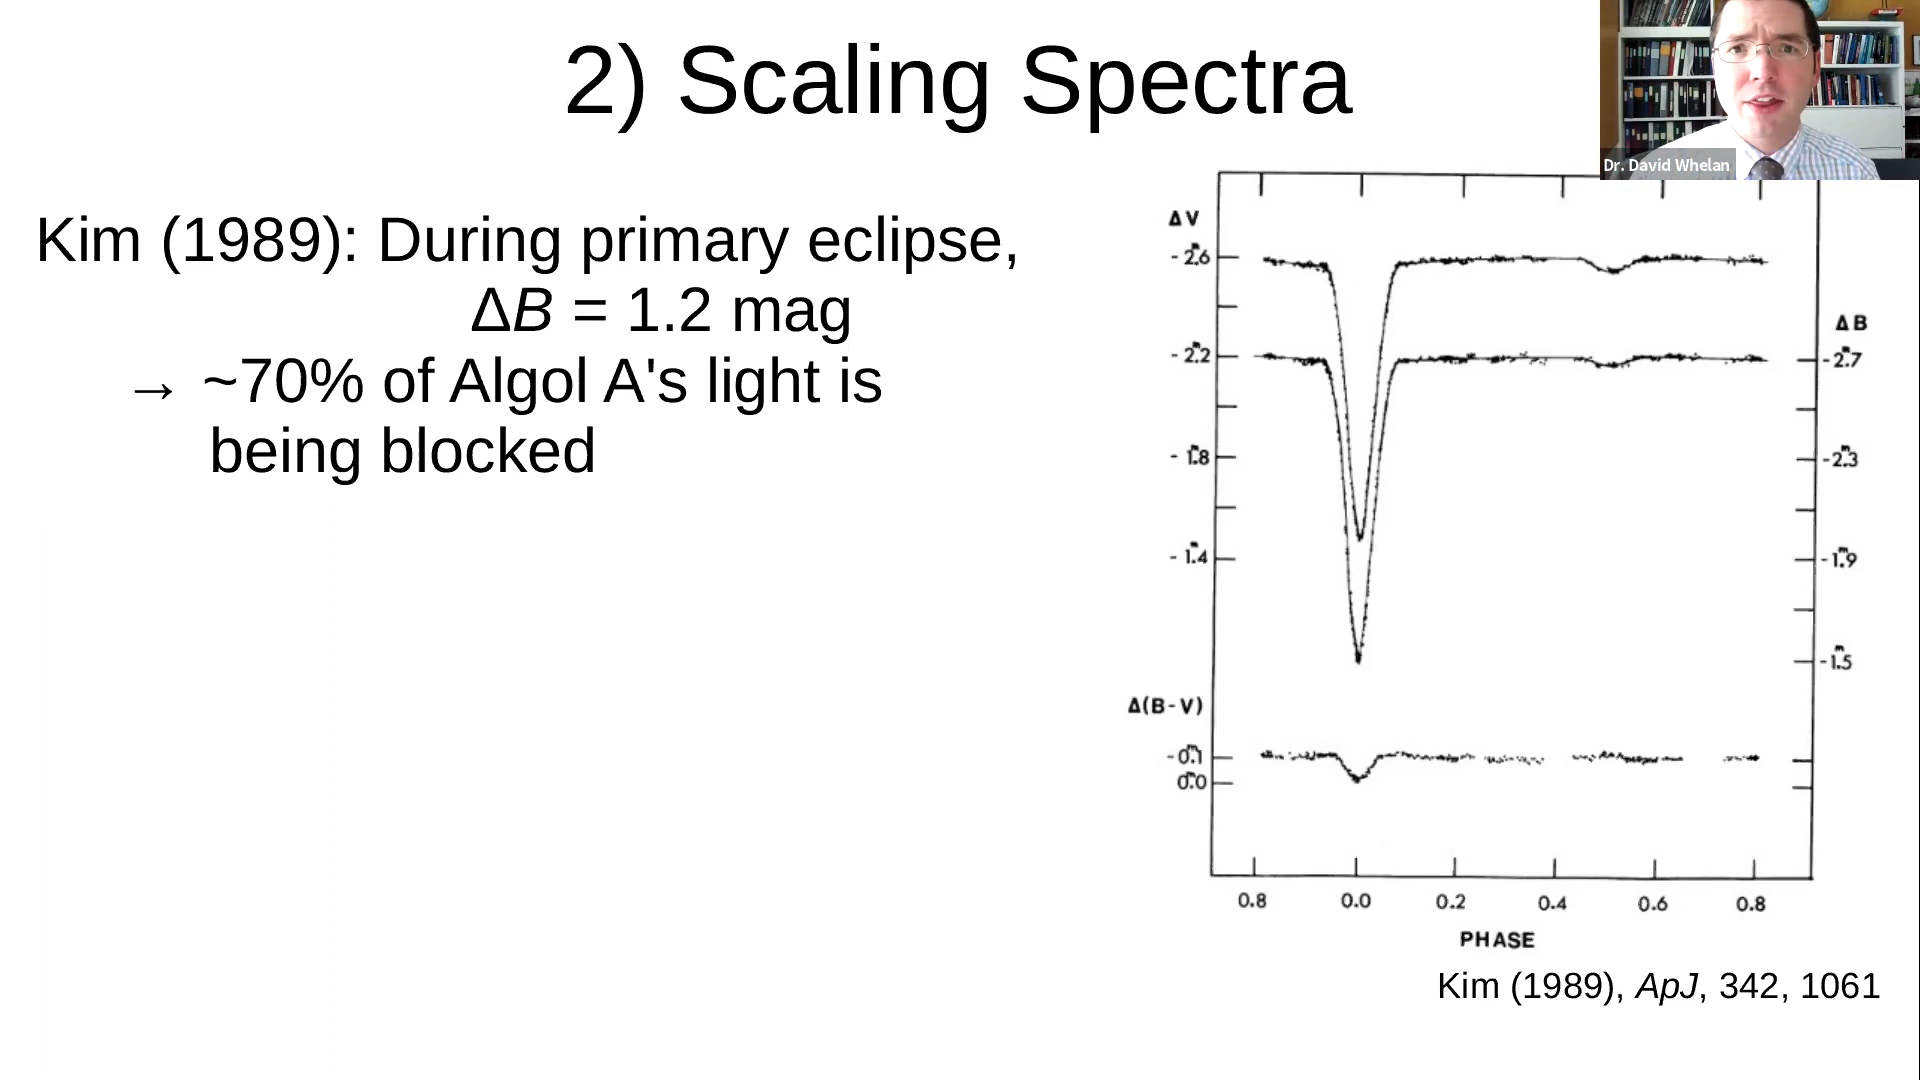 2) Scaling Spectra
Dr. David Whelan
Kim (1989): During primary eclipse,
ΔB = 1.2 mag
→ ~70% of Algol A's light is
being blocked
ΔV
-2.6
-2.2
-1.8
-1.4
ΔB
-2.7
-2.3
-1.9
-1.5
Δ(B-V)
-0.1
0.0
0.8 0.0 0.2 0.4 0.6 0.8
PHASE
Kim (1989), ApJ, 342, 1061